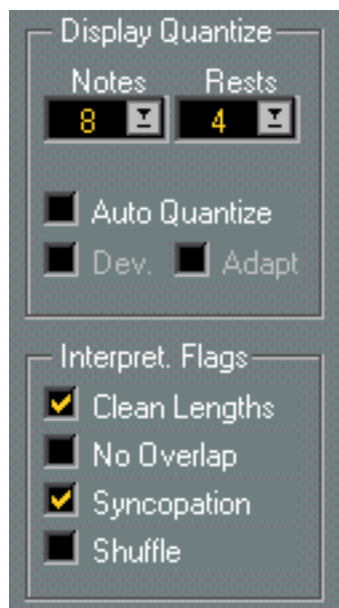 Display Quantize
Notes Rests
8 4
Auto Quantize
Dev. Adapt
Interpret. Flags
Clean Lengths
No Overlap
Syncopation
Shuffle